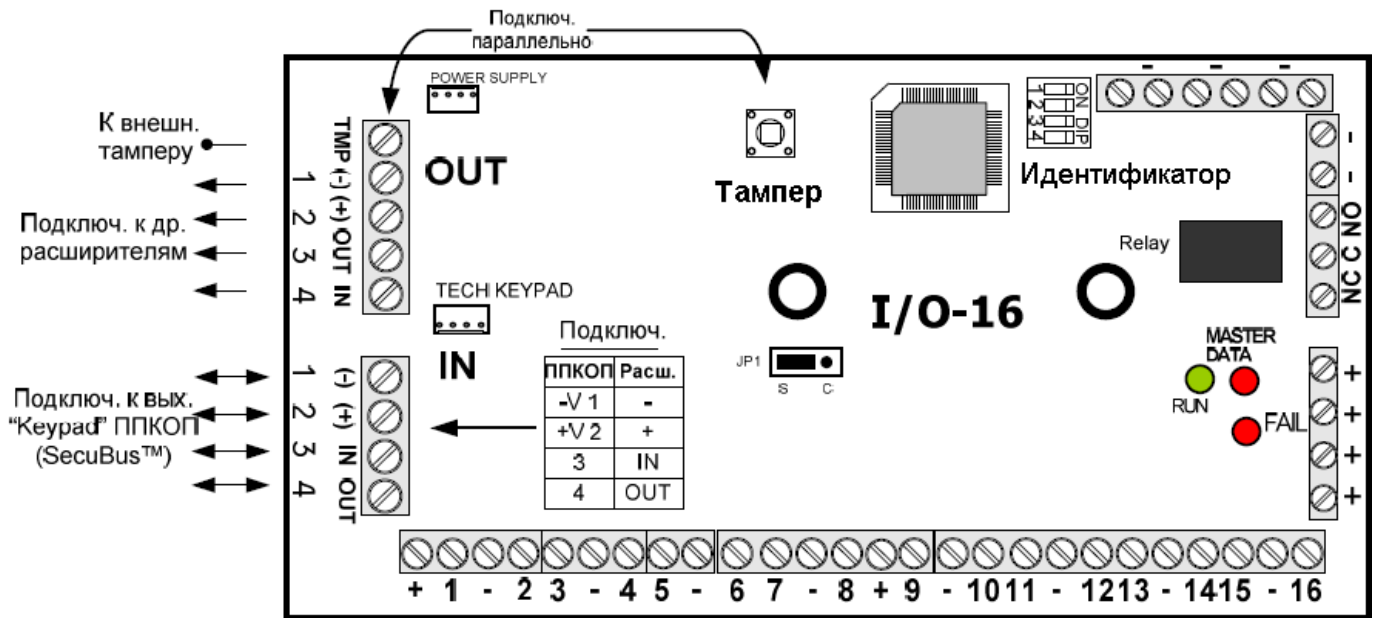 Подключ.
параллельно
POWER SUPPLY
К внешн.
тамперу
TMP (-) (+) OUT IN
1 2 3 4
OUT
Тампер
1 2 3 4
ON DIP
Идентификатор
- - -
- -
NC C NO
Relay
Подключ. к др.
расширителям
TECH KEYPAD
I/O-16
Подключ.
IN
ППКОП Расш.
-V 1 -
+V 2 +
3 IN
4 OUT
JP1
S C
MASTER
DATA
RUN
FAIL
+
+
+
+
Подключ. к вых.
“Keypad” ППКОП
(SecuBus™)
1 2 3 4
(-) (+) IN OUT
+ 1 - 2 3 - 4 5 - 6 7 - 8 + 9 - 10 11 - 12 13 - 14 15 - 16